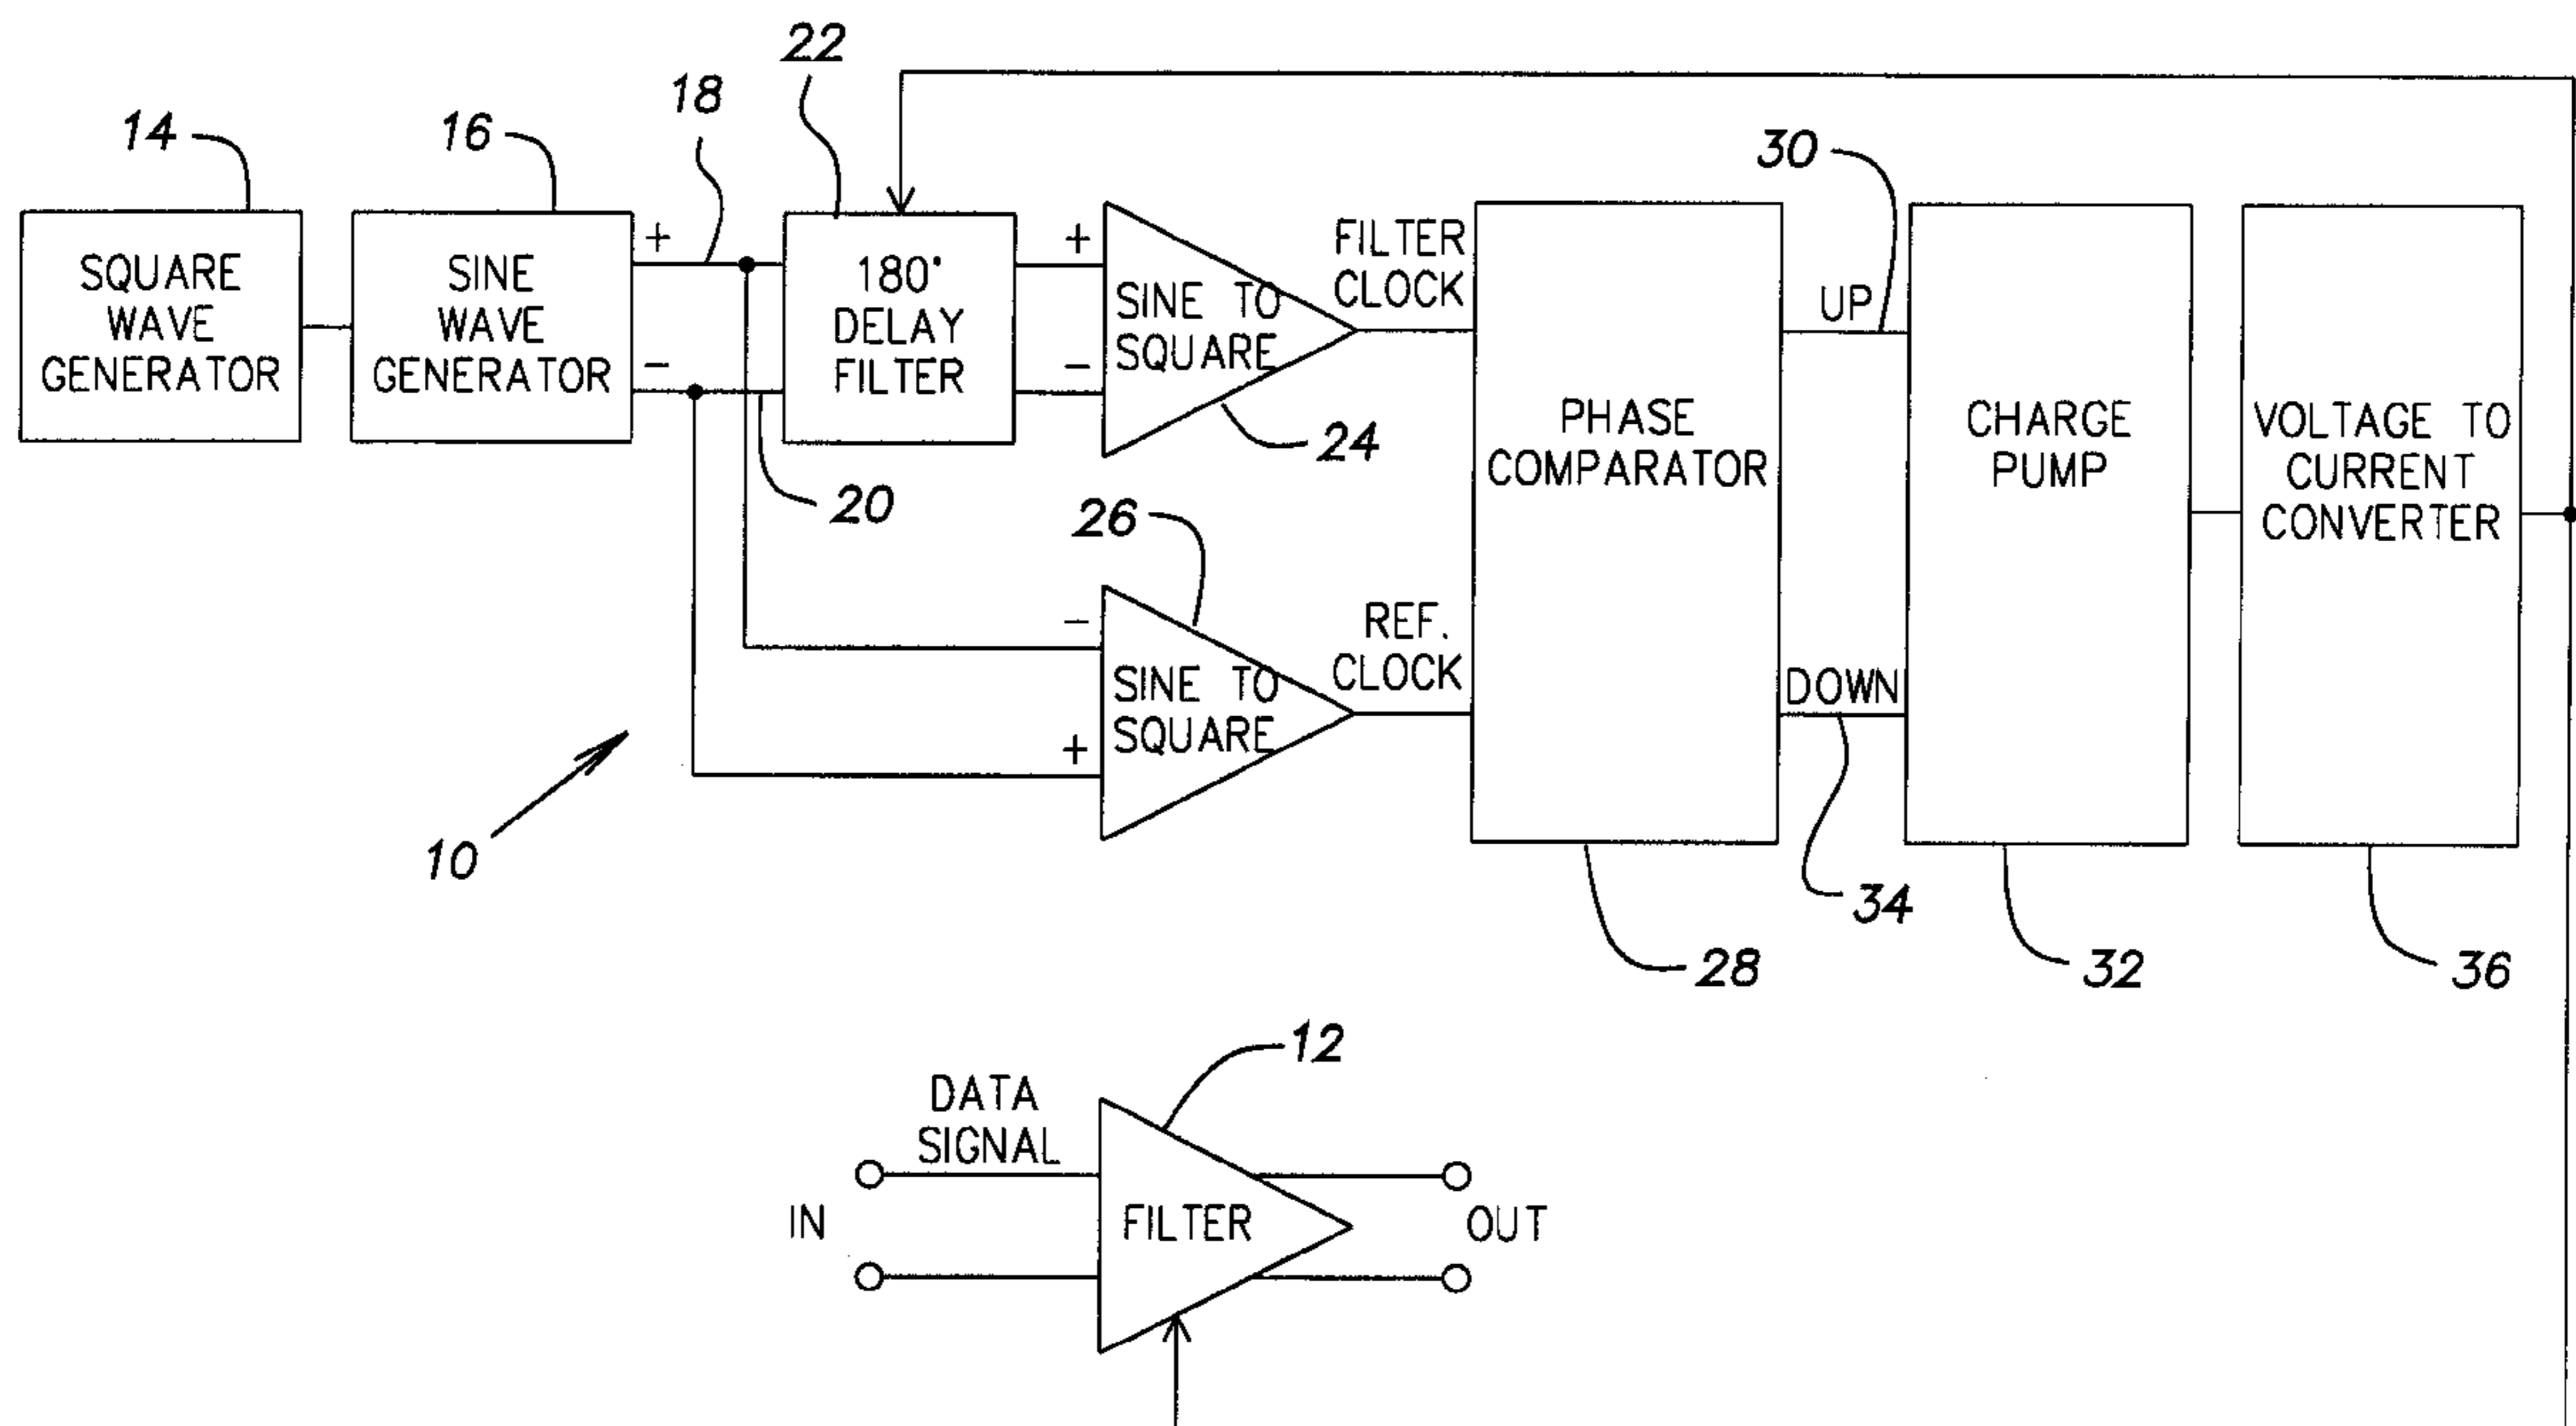 22
18
14
16
30
SQUARE
WAVE
GENERATOR
SINE
WAVE
GENERATOR
+
-
180°
DELAY
FILTER
+
-
SINE TO
SQUARE
FILTER
CLOCK
UP
24
20
PHASE
COMPARATOR
CHARGE
PUMP
VOLTAGE TO
CURRENT
CONVERTER
26
-
+
SINE TO
SQUARE
REF.
CLOCK
DOWN
10
34
28
32
36
12
DATA
SIGNAL
IN
FILTER
OUT